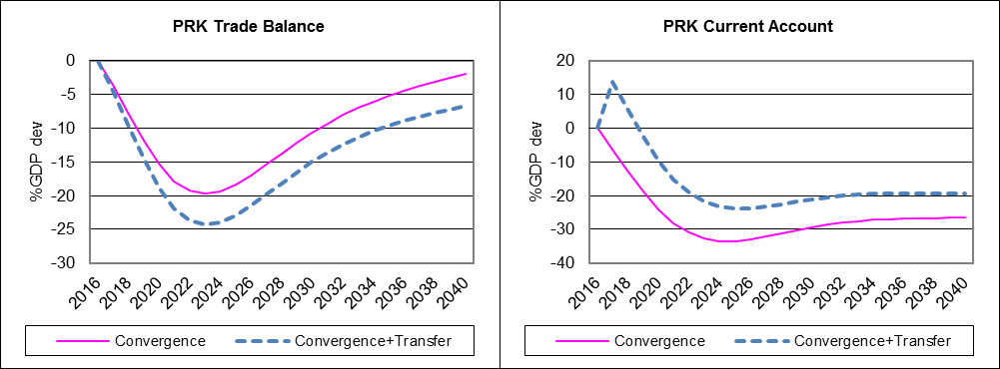 PRK Trade Balance
0
-5
-10
-15
-20
-25
-30
%GDP dev
2016 2018 2020 2022 2024 2026 2028 2030 2032 2034 2036 2038 2040
Convergence Convergence+Transfer
PRK Current Account
20
10
0
-10
-20
-30
-40
%GDP dev
2016 2018 2020 2022 2024 2026 2028 2030 2032 2034 2036 2038 2040
Convergence Convergence+Transfer